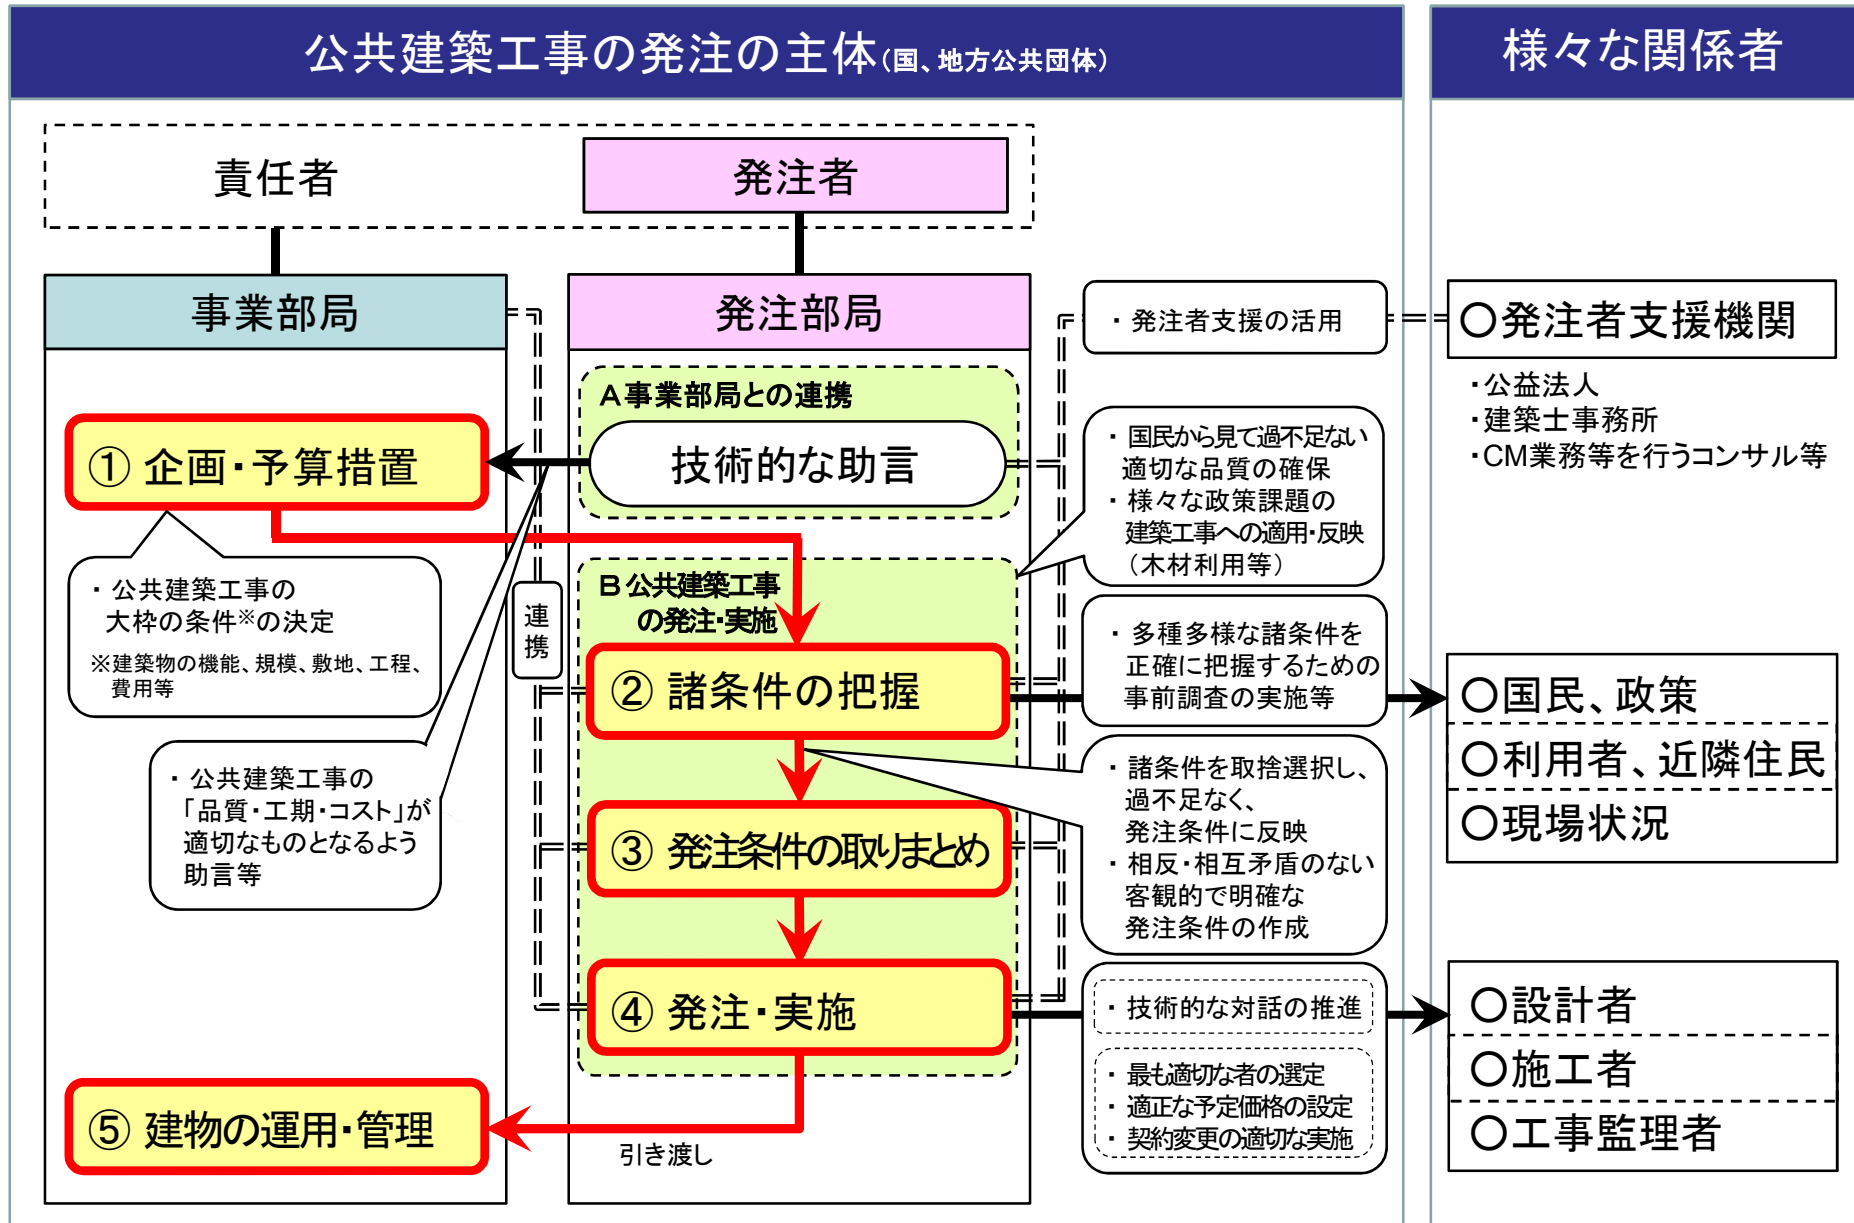 公共建築工事の発注の主体(国、地方公共団体)
様々な関係者
責任者
発注者
事業部局
発注部局
・発注者支援の活用
〇発注者支援機関
・公益法人
・建築士事務所
・CM業務等を行うコンサル等
A事業部局との連携
技術的な助言
① 企画・予算措置
・国民から見て過不足ない
適切な品質の確保
・様々な政策課題の
建築工事への適用・反映
（木材利用等）
・公共建築工事の
大枠の条件※の決定
※建築物の機能、規模、敷地、工程、
費用等
連携
B公共建築工事
の発注・実施
② 諸条件の把握
・多種多様な諸条件を
正確に把握するための
事前調査の実施等
〇国民、政策
〇利用者、近隣住民
〇現場状況
・公共建築工事の
「品質・工期・コスト」が
適切なものとなるよう
助言等
・諸条件を取捨選択し、
過不足なく、
発注条件に反映
・相反・相互矛盾のない
客観的で明確な
発注条件の作成
③ 発注条件の取りまとめ
④ 発注・実施
・技術的な対話の推進
・最も適切な者の選定
・適正な予定価格の設定
・契約変更の適切な実施
〇設計者
〇施工者
〇工事監理者
⑤ 建物の運用・管理
引き渡し